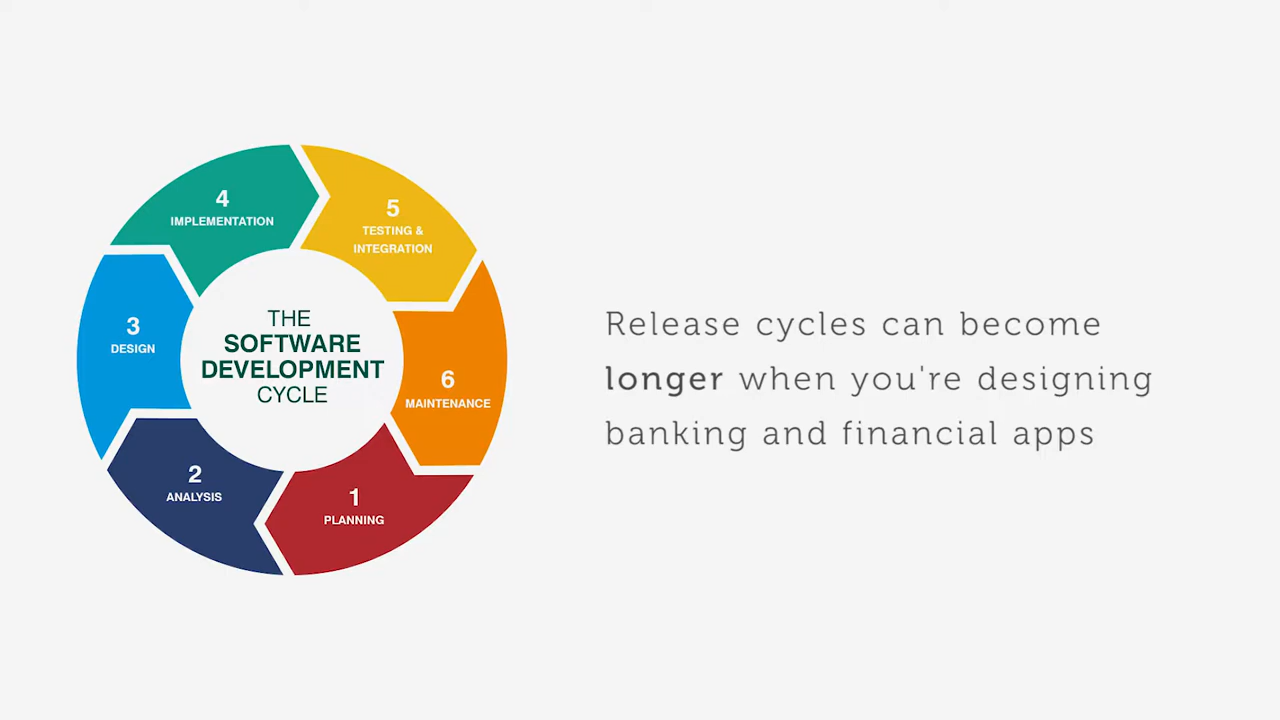 THE
SOFTWARE
DEVELOPMENT
CYCLE
1
PLANNING
2
ANALYSIS
3
DESIGN
4
IMPLEMENTATION
5
TESTING &
INTEGRATION
6
MAINTENANCE
Release cycles can become
longer when you're designing
banking and financial apps